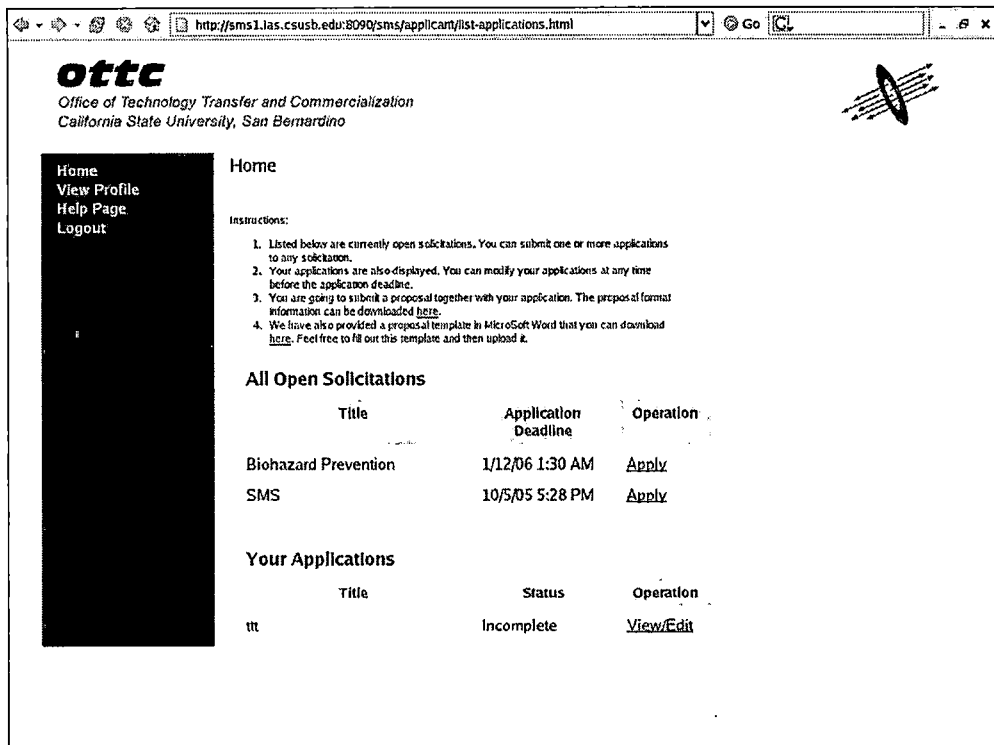 http://sms1.ias.csusb.edu:8090/sms/applicant/list-applications.html Go
ottc
Office of Technology Transfer and Commercialization
California State University, San Bernardino
Home
View Profile
Help Page
Logout
Home
Instructions:
1. Listed below are currently open solicitations. You can submit one or more applications
to any solicitation.
2. Your applications are also displayed. You can modify your applications at any time
before the application deadline.
3. You are going to submit a proposal together with your application. The proposal format
information can be downloaded here.
4. We have also provided a proposal template in MicroSoft Word that you can download
here. Feel free to fill out this template and then upload it.
All Open Solicitations
Title Application Deadline Operation
Biohazard Prevention 1/12/06 1:30 AM Apply
SMS 10/5/05 5:28 PM Apply
Your Applications
Title Status Operation
ttt Incomplete View/Edit